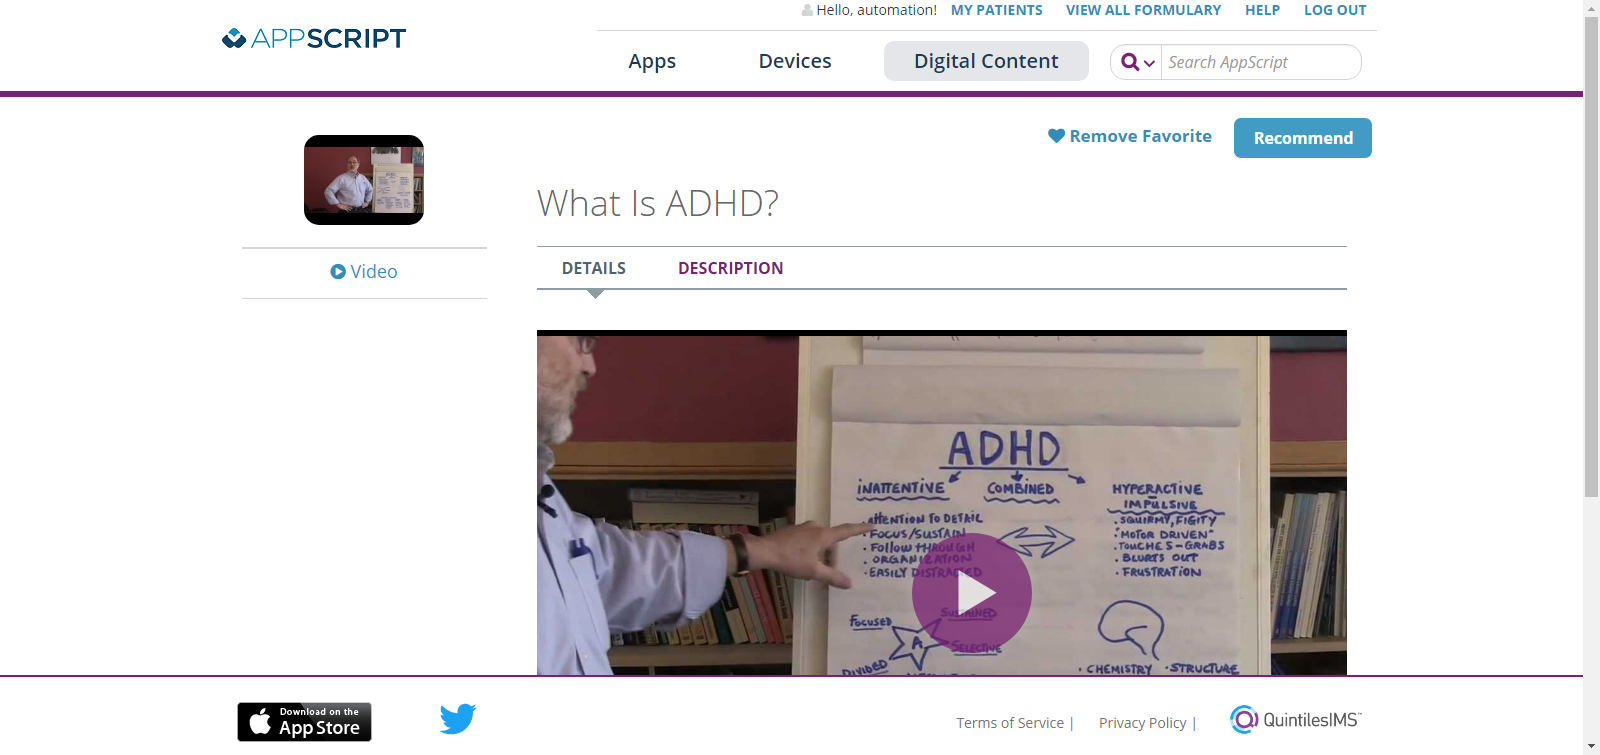 Hello, automation! MY PATIENTS VIEW ALL FORMULARY HELP LOG OUT
APPSCRIPT
Apps Devices Digital Content Search AppScript
Remove Favorite Recommend
What Is ADHD?
Video
DETAILS DESCRIPTION
ADHD
INATTENTIVE COMBINED HYPERACTIVE
IMPULSIVE
· ATTENTION TO DETAIL · SQUIRMY, FIGITY
· FOCUS/SUSTAIN · "MOTOR DRIVEN"
· FOLLOW THROUGH · TOUCHES-GRABS
· ORGANIZATION · BLURTS OUT
· EASILY DISTRACTED · FRUSTRATION
SUSTAINED
FOCUSED
A
SELECTIVE
DIVIDED · CHEMISTRY · STRUCTURE
Download on the
App Store
Terms of Service | Privacy Policy | QuintilesIMS™